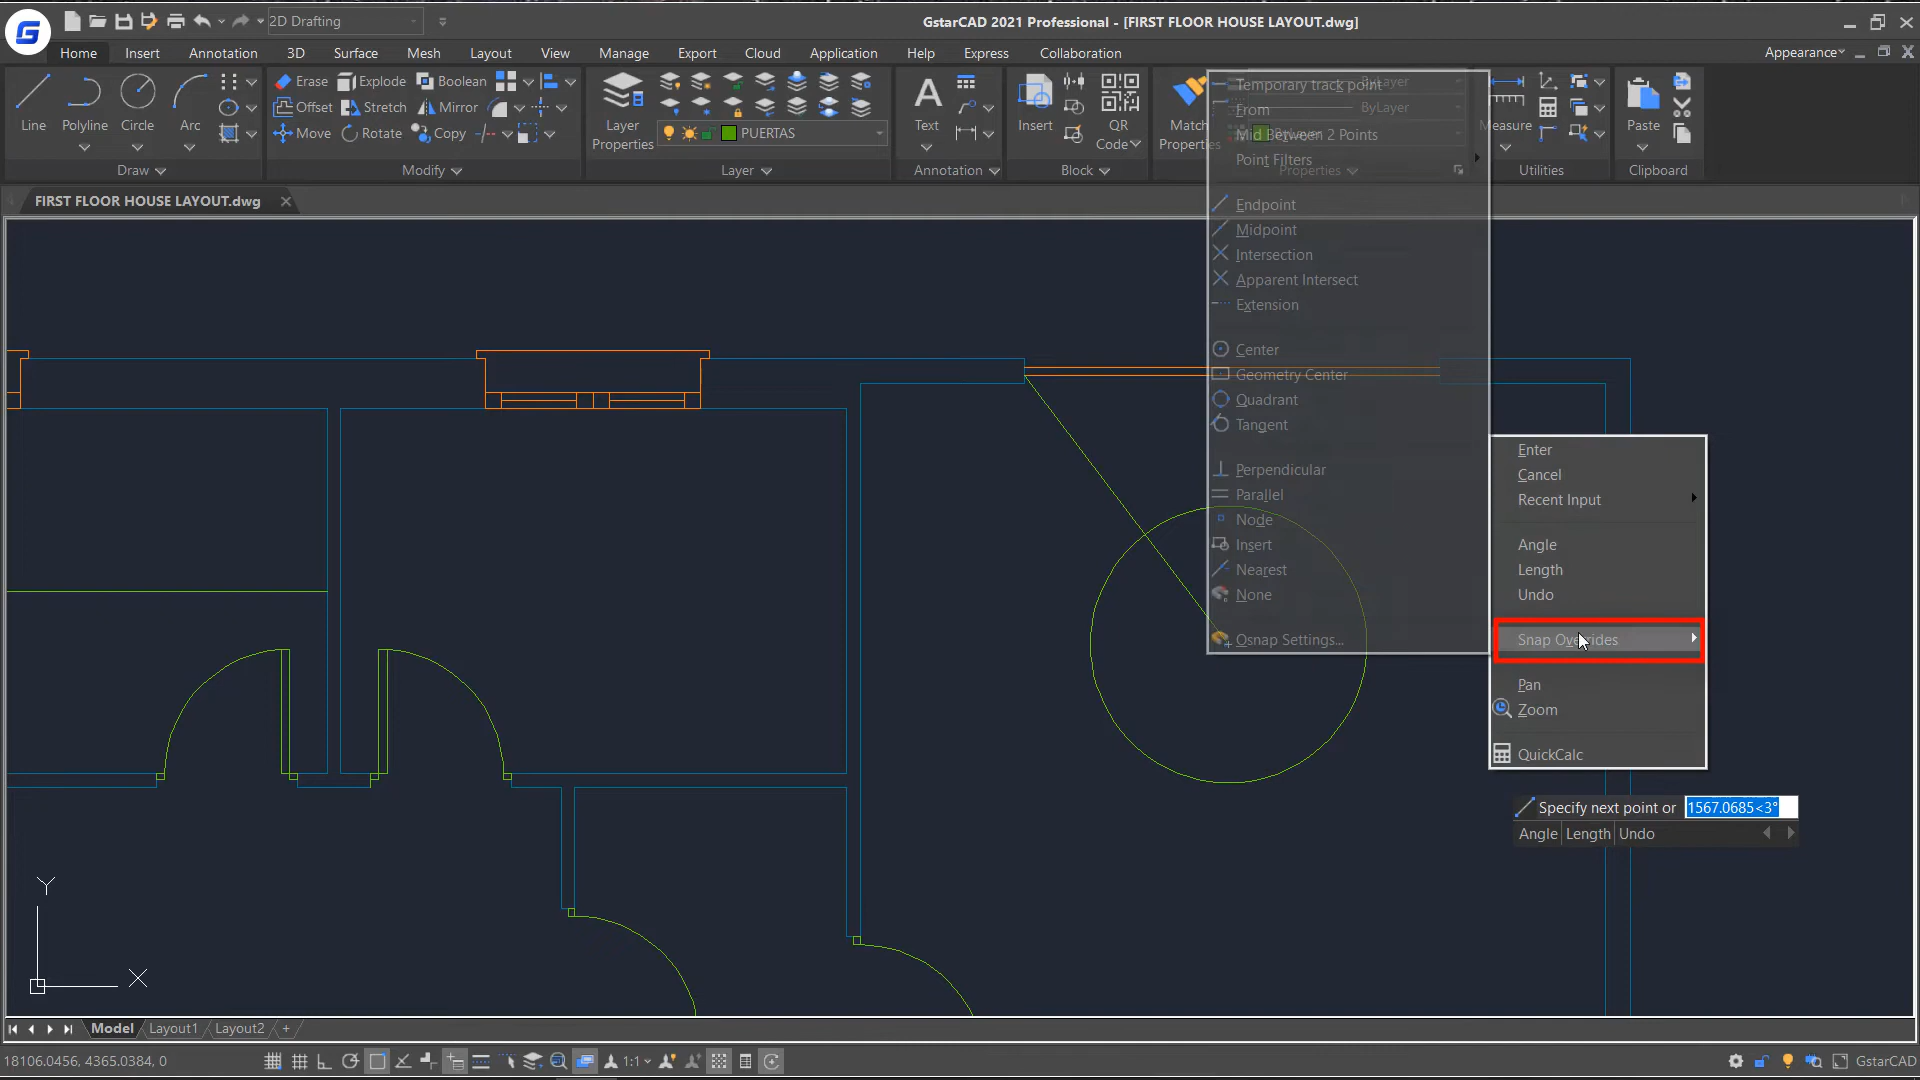 2D Drafting
GstarCAD 2021 Professional - [FIRST FLOOR HOUSE LAYOUT.dwg]
Home Insert Annotation 3D Surface Mesh Layout View Manage Export Cloud Application Help Express Collaboration
Appearance
Line Polyline Circle Arc
Draw
Erase Explode Boolean
Offset Stretch Mirror
Move Rotate Copy
Modify
Layer Properties
PUERTAS
Layer
Text
Annotation
Insert QR Code
Block
Match Properties
ByLayer
ByLayer
Properties
Measure
Utilities
Paste
Clipboard
FIRST FLOOR HOUSE LAYOUT.dwg
Temporary track point
From
Mid Between 2 Points
Point Filters
Endpoint
Midpoint
Intersection
Apparent Intersect
Extension
Center
Geometry Center
Quadrant
Tangent
Perpendicular
Parallel
Node
Insert
Nearest
None
Osnap Settings...
Enter
Cancel
Recent Input
Angle
Length
Undo
Snap Overrides
Pan
Zoom
QuickCalc
Specify next point or 1567.0685<3°
Angle Length Undo
Y
X
Model Layout1 Layout2 +
18106.0456, 4365.0384, 0
1:1
GstarCAD